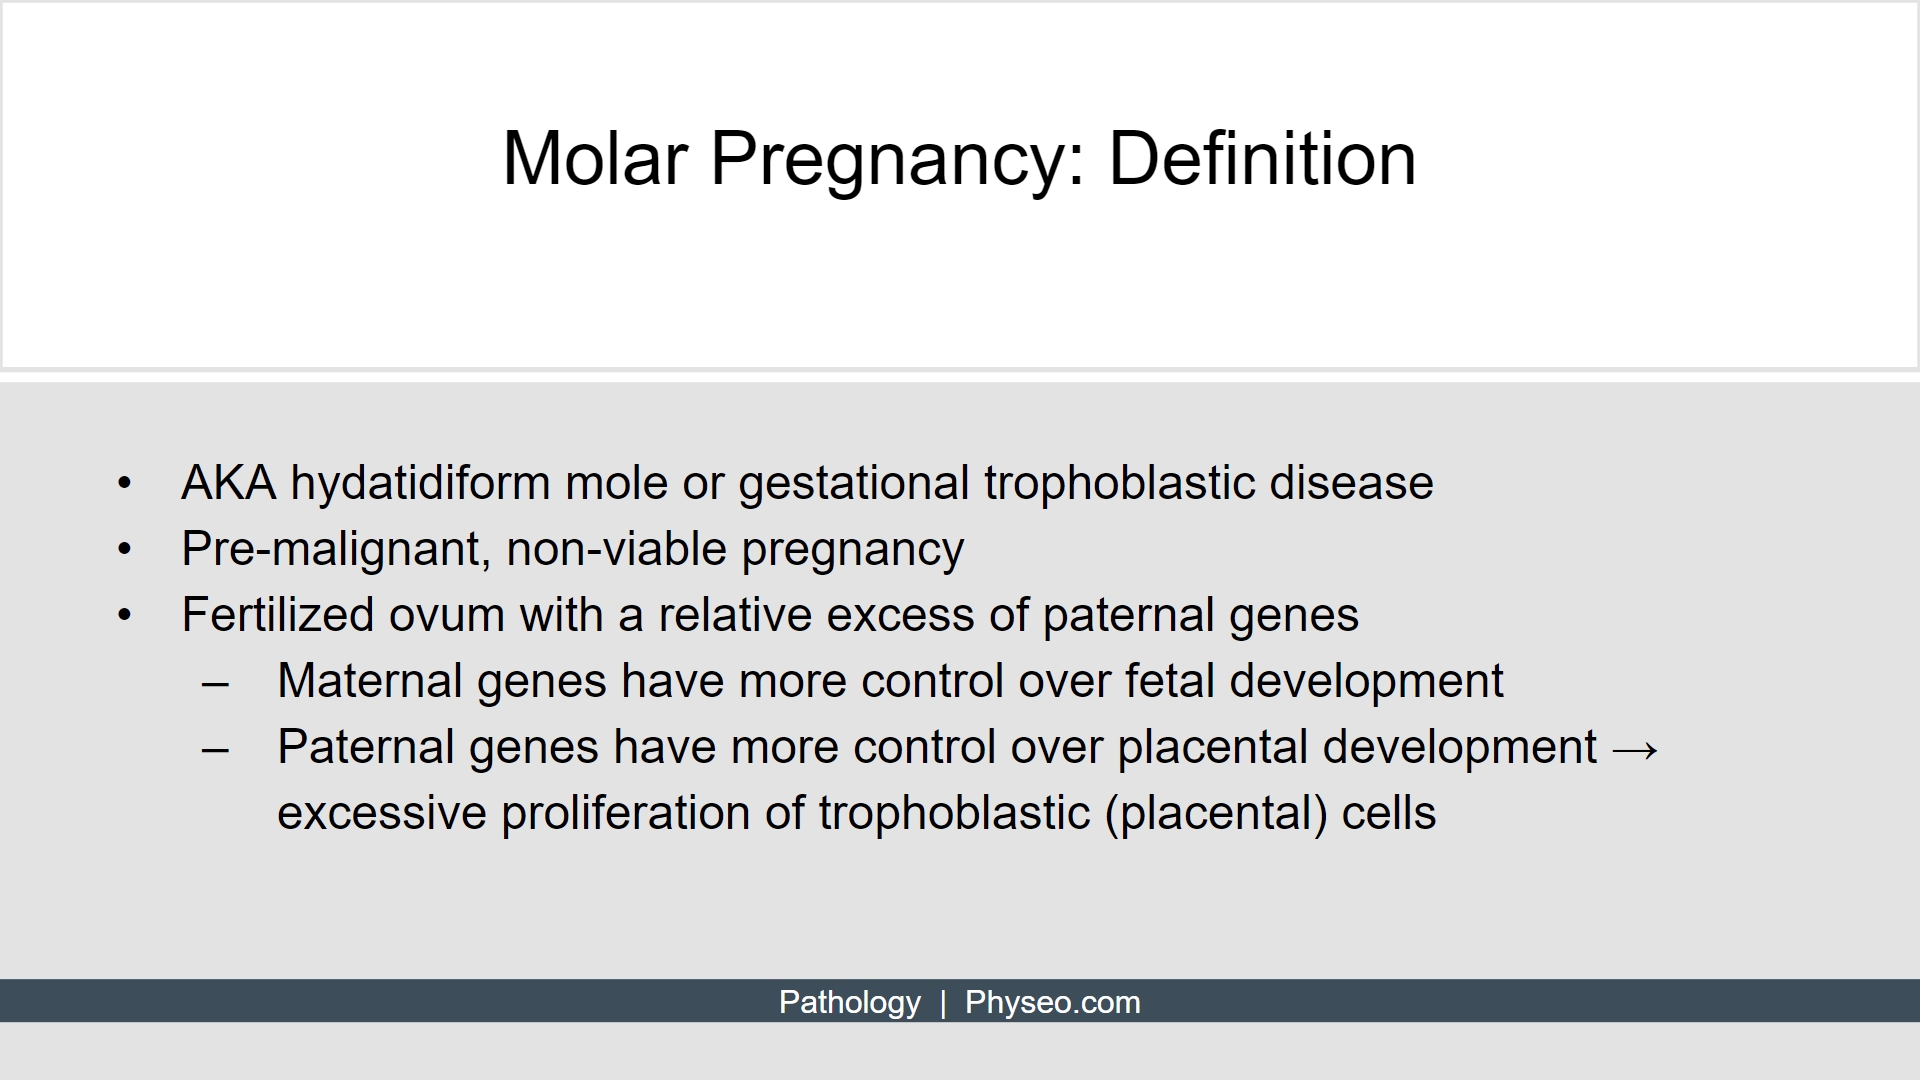 Molar Pregnancy: Definition
• AKA hydatidiform mole or gestational trophoblastic disease
• Pre-malignant, non-viable pregnancy
• Fertilized ovum with a relative excess of paternal genes
– Maternal genes have more control over fetal development
– Paternal genes have more control over placental development →
excessive proliferation of trophoblastic (placental) cells
Pathology | Physeo.com